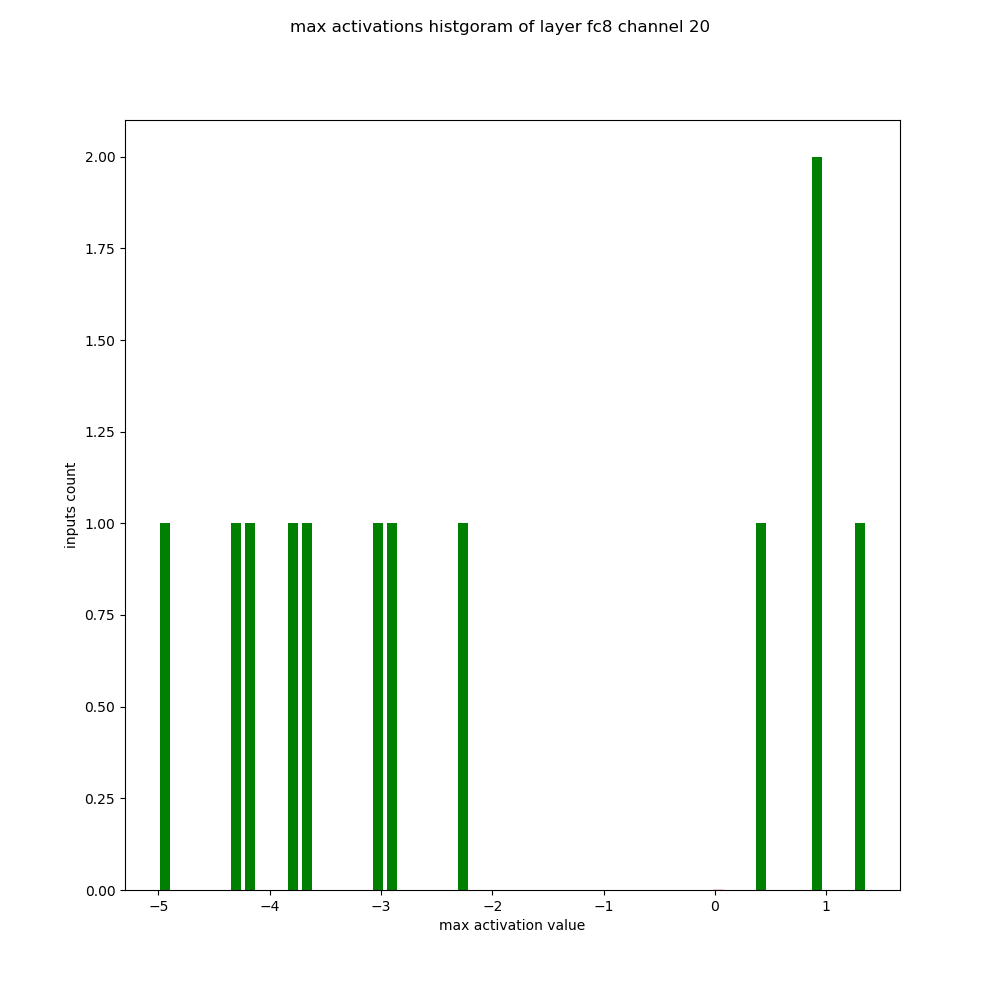 max activations histgoram of layer fc8 channel 20
2.00
1.75
1.50
1.25
1.00
0.75
0.50
0.25
0.00
inputs count
−5 −4 −3 −2 −1 0 1
max activation value